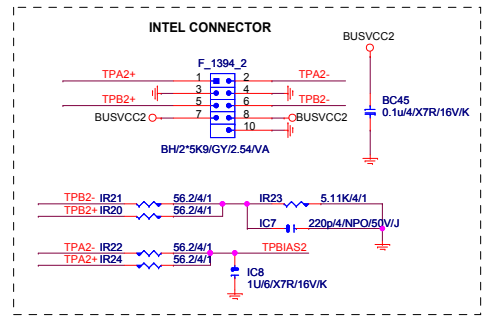 INTEL CONNECTOR
BUSVCC2
F_1394_2
TPA2+ 1 2 TPA2-
3 4
TPB2+ 5 6 TPB2-
BUSVCC2 7 8 BUSVCC2
10
BC45
0.1u/4/X7R/16V/K
BH/2*5K9/GY/2.54/VA
TPB2- IR21 56.2/4/1 IR23 5.11K/4/1
TPB2+ IR20 56.2/4/1
IC7 220p/4/NPO/50V/J
TPA2- IR22 56.2/4/1 TPBIAS2
TPA2+ IR24 56.2/4/1
IC8
1U/6/X7R/16V/K